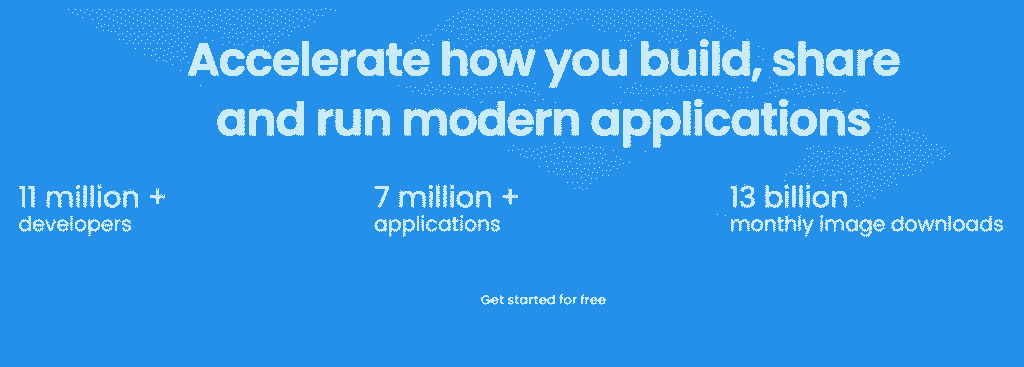 Accelerate how you build, share
and run modern applications
11 million +
developers
7 million +
applications
13 billion
monthly image downloads
Get started for free